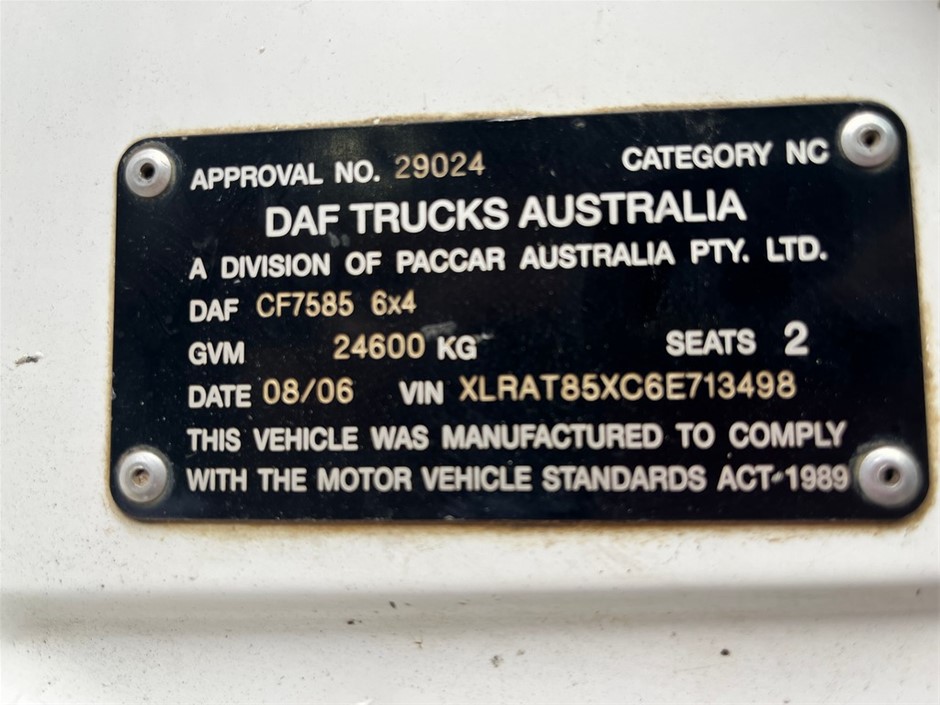 APPROVAL NO. 29024 CATEGORY NC
DAF TRUCKS AUSTRALIA
A DIVISION OF PACCAR AUSTRALIA PTY. LTD.
DAF CF7585 6x4
GVM 24600 KG SEATS 2
DATE 08/06 VIN XLRAT85XC6E713498
THIS VEHICLE WAS MANUFACTURED TO COMPLY
WITH THE MOTOR VEHICLE STANDARDS ACT 1989